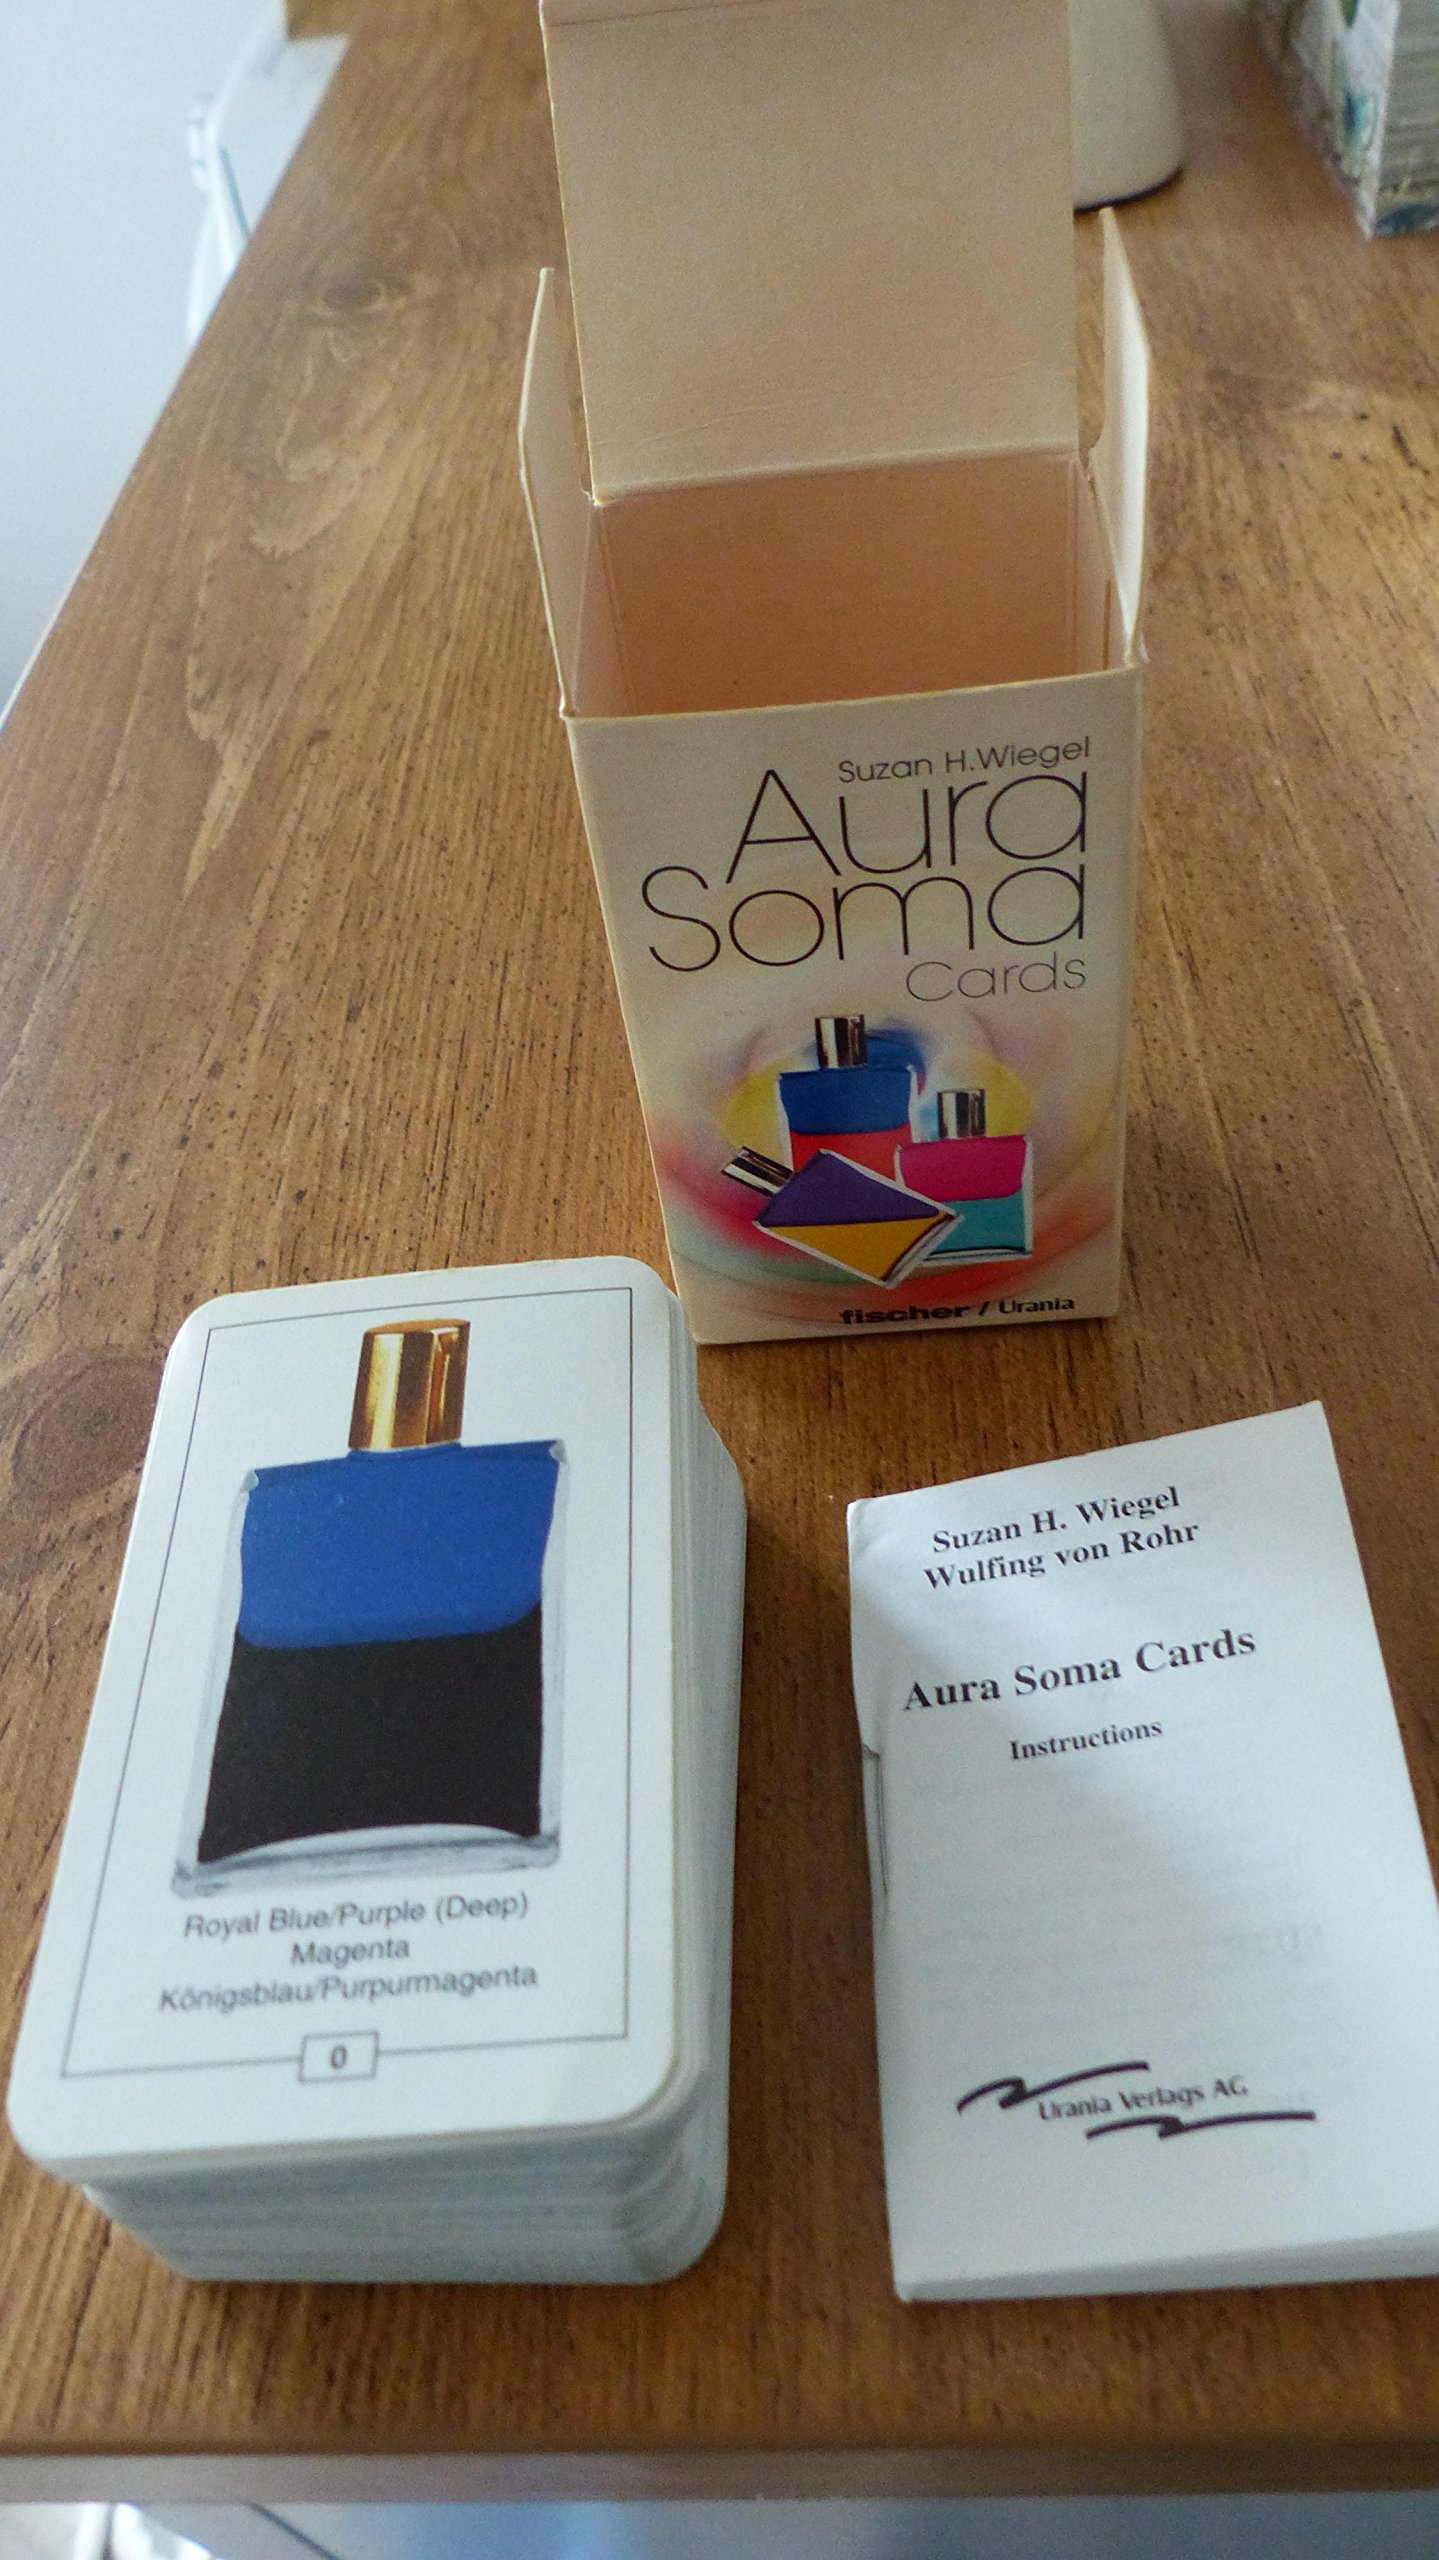 Suzan H. Wiegel
Aura
Soma
Cards
fischer / Urania
Royal Blue/Purple (Deep)
Magenta
Königsblau/Purpurmagenta
0
Suzan H. Wiegel
Wulfing von Rohr
Aura Soma Cards
Instructions
Urania Verlags AG